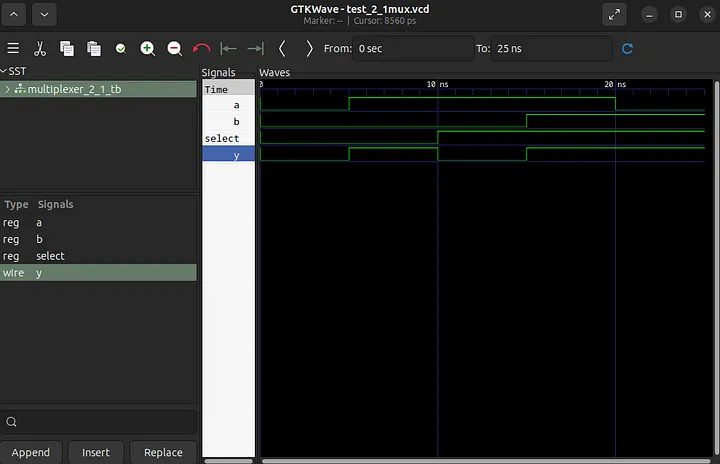 GTKWave - test_2_1mux.vcd
Marker: -- | Cursor: 8560 ps
From: 0 sec To: 25 ns
SST
multiplexer_2_1_tb
Type Signals
reg a
reg b
reg select
wire y
Append Insert Replace
Signals
Time
a
b
select
y
Waves
0 10 ns 20 ns